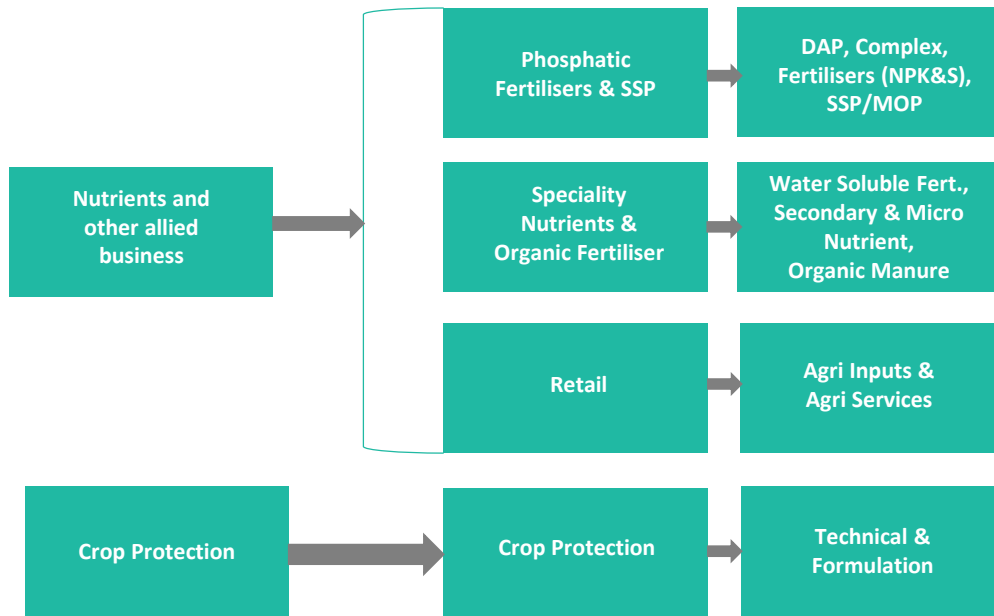 Nutrients and
other allied
business
Phosphatic
Fertilisers & SSP
DAP, Complex,
Fertilisers (NPK&S),
SSP/MOP
Speciality
Nutrients &
Organic Fertiliser
Water Soluble Fert.,
Secondary & Micro
Nutrient,
Organic Manure
Retail
Agri Inputs &
Agri Services
Crop Protection
Crop Protection
Technical &
Formulation